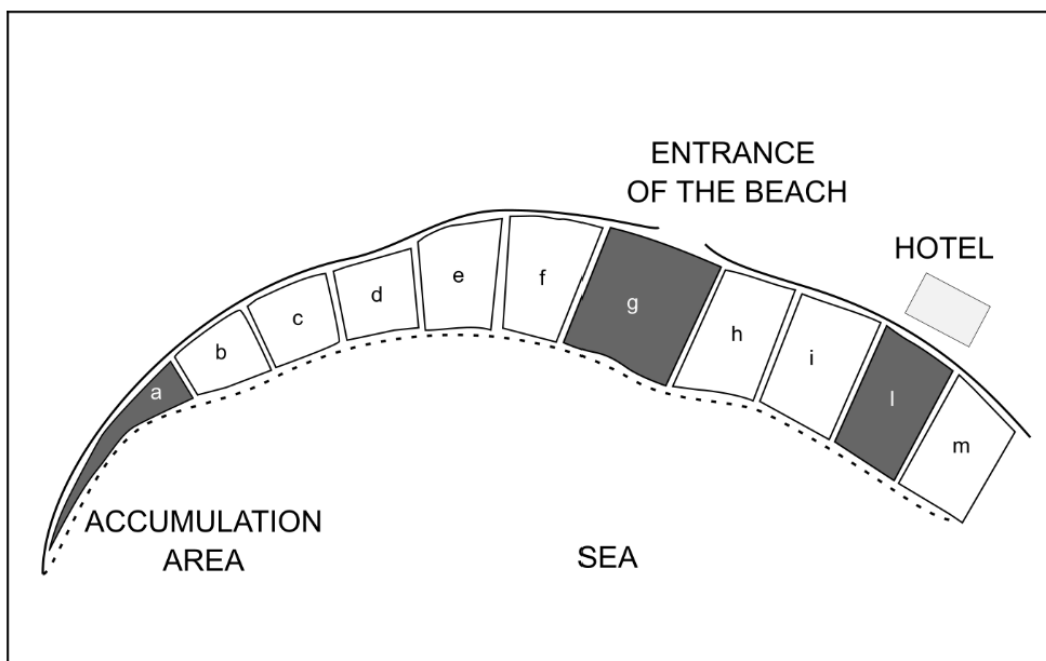 ENTRANCE
OF THE BEACH
HOTEL
a
b
c
d
e
f
g
h
i
l
m
ACCUMULATION
AREA
SEA